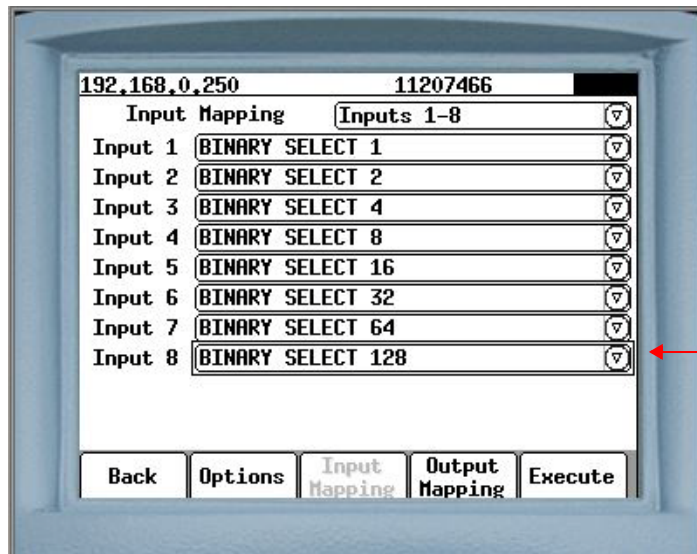 192.168.0.250 11207466
Input Mapping Inputs 1-8
Input 1 BINARY SELECT 1
Input 2 BINARY SELECT 2
Input 3 BINARY SELECT 4
Input 4 BINARY SELECT 8
Input 5 BINARY SELECT 16
Input 6 BINARY SELECT 32
Input 7 BINARY SELECT 64
Input 8 BINARY SELECT 128
Back Options Input Mapping Output Mapping Execute